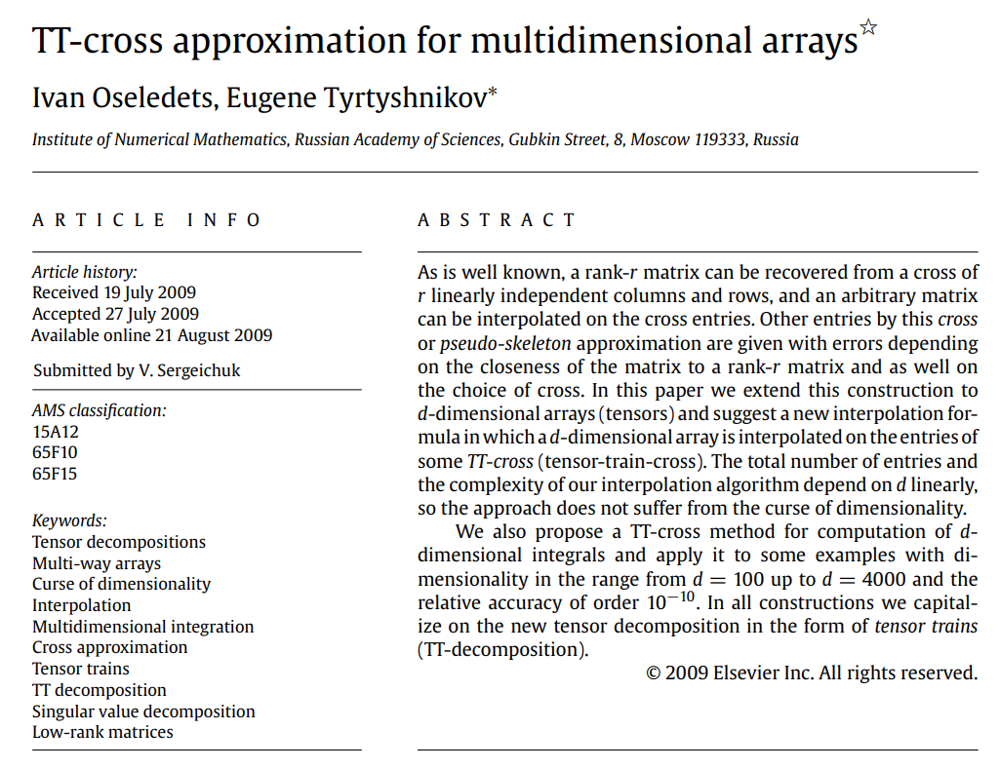 TT-cross approximation for multidimensional arrays☆
Ivan Oseledets, Eugene Tyrtyshnikov*
Institute of Numerical Mathematics, Russian Academy of Sciences, Gubkin Street, 8, Moscow 119333, Russia
ARTICLE INFO
Article history:
Received 19 July 2009
Accepted 27 July 2009
Available online 21 August 2009
Submitted by V. Sergeichuk
AMS classification:
15A12
65F10
65F15
Keywords:
Tensor decompositions
Multi-way arrays
Curse of dimensionality
Interpolation
Multidimensional integration
Cross approximation
Tensor trains
TT decomposition
Singular value decomposition
Low-rank matrices
ABSTRACT
As is well known, a rank-r matrix can be recovered from a cross of
r linearly independent columns and rows, and an arbitrary matrix
can be interpolated on the cross entries. Other entries by this cross
or pseudo-skeleton approximation are given with errors depending
on the closeness of the matrix to a rank-r matrix and as well on
the choice of cross. In this paper we extend this construction to
d-dimensional arrays (tensors) and suggest a new interpolation for-
mula in which a d-dimensional array is interpolated on the entries of
some TT-cross (tensor-train-cross). The total number of entries and
the complexity of our interpolation algorithm depend on d linearly,
so the approach does not suffer from the curse of dimensionality.
We also propose a TT-cross method for computation of d-
dimensional integrals and apply it to some examples with di-
mensionality in the range from d = 100 up to d = 4000 and the
relative accuracy of order 10⁻¹⁰. In all constructions we capital-
ize on the new tensor decomposition in the form of tensor trains
(TT-decomposition).
© 2009 Elsevier Inc. All rights reserved.